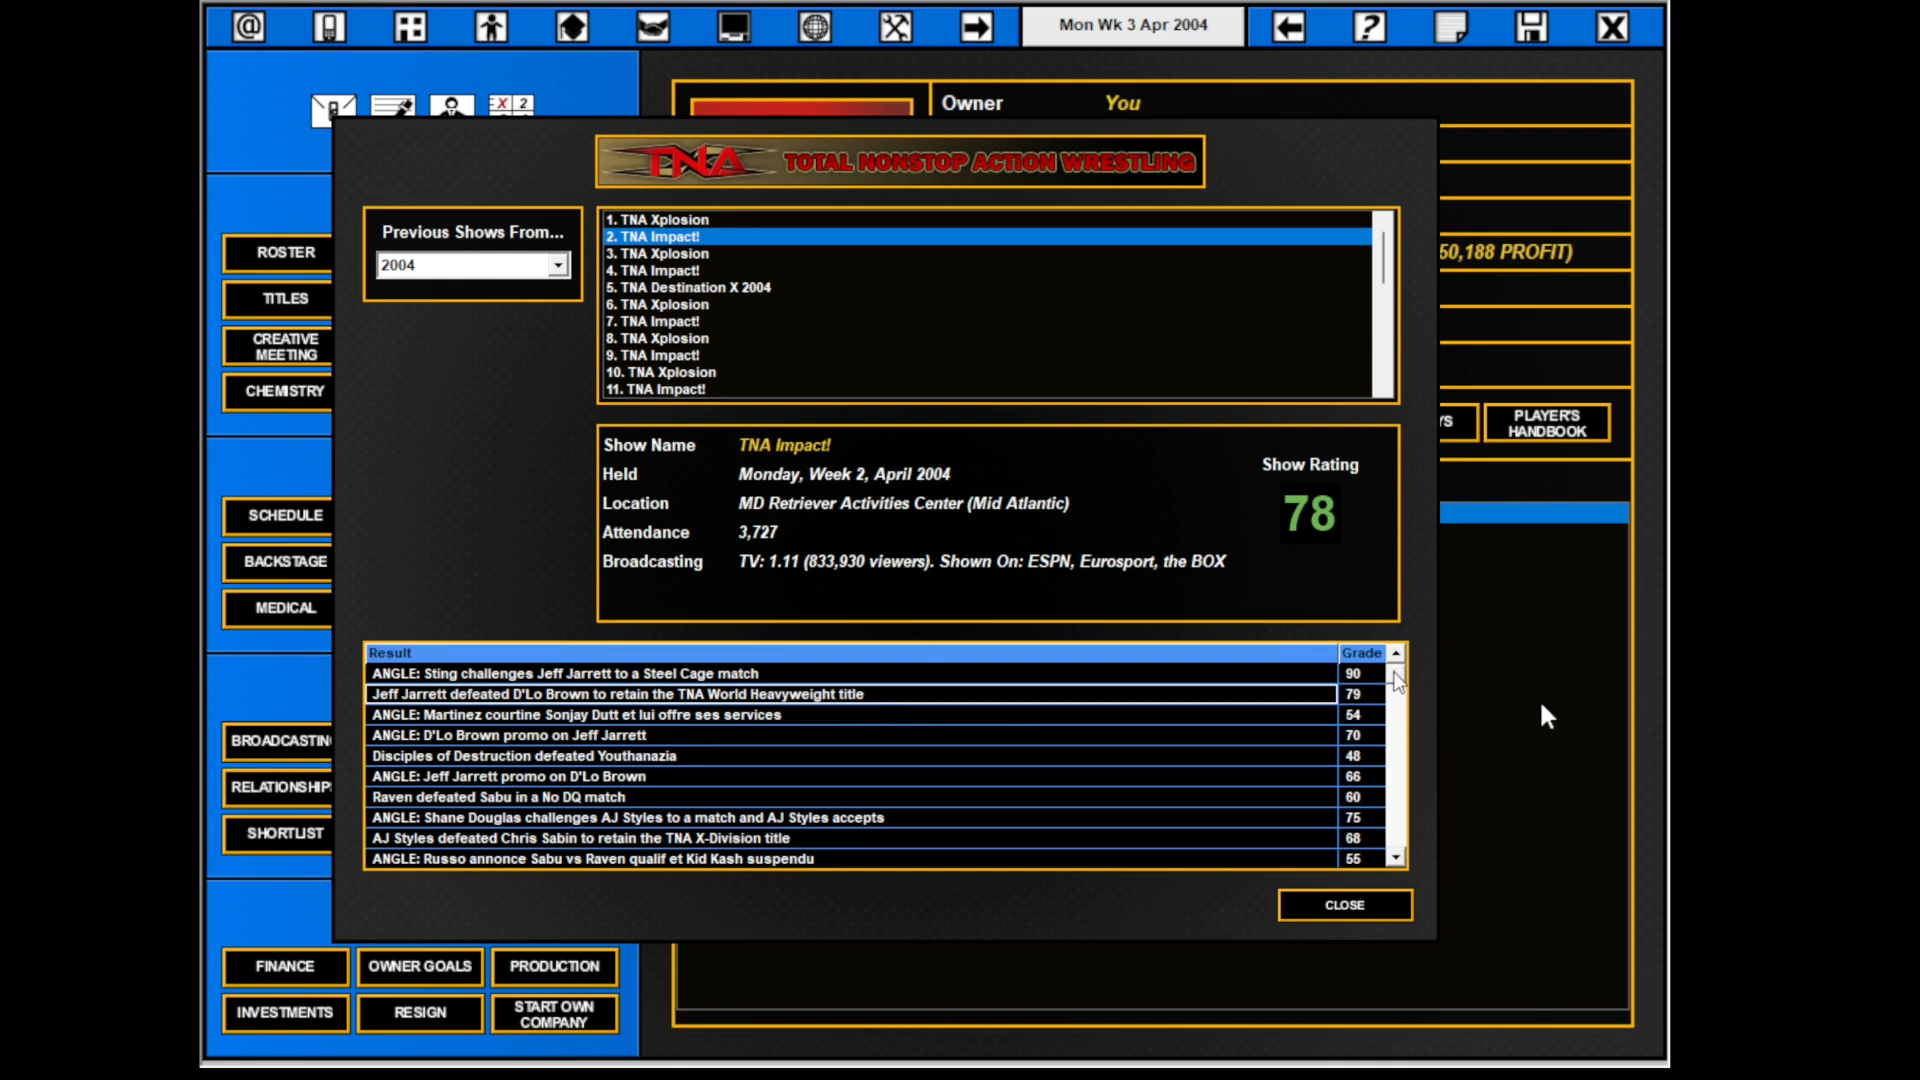 Mon Wk 3 Apr 2004
X 2
Owner You
TNA TOTAL NONSTOP ACTION WRESTLING
Previous Shows From...
2004
1. TNA Xplosion
2. TNA Impact!
3. TNA Xplosion
4. TNA Impact!
5. TNA Destination X 2004
6. TNA Xplosion
7. TNA Impact!
8. TNA Xplosion
9. TNA Impact!
10. TNA Xplosion
11. TNA Impact!
50,188 PROFIT)
YS
PLAYER'S
HANDBOOK
ROSTER
TITLES
CREATIVE
MEETING
CHEMISTRY
SCHEDULE
BACKSTAGE
MEDICAL
BROADCASTIN
RELATIONSHIP
SHORTLIST
Show Name TNA Impact!
Held Monday, Week 2, April 2004
Location MD Retriever Activities Center (Mid Atlantic)
Attendance 3,727
Broadcasting TV: 1.11 (833,930 viewers). Shown On: ESPN, Eurosport, the BOX
Show Rating
78
Result Grade
ANGLE: Sting challenges Jeff Jarrett to a Steel Cage match 90
Jeff Jarrett defeated D'Lo Brown to retain the TNA World Heavyweight title 79
ANGLE: Martinez courtine Sonjay Dutt et lui offre ses services 54
ANGLE: D'Lo Brown promo on Jeff Jarrett 70
Disciples of Destruction defeated Youthanazia 48
ANGLE: Jeff Jarrett promo on D'Lo Brown 66
Raven defeated Sabu in a No DQ match 60
ANGLE: Shane Douglas challenges AJ Styles to a match and AJ Styles accepts 75
AJ Styles defeated Chris Sabin to retain the TNA X-Division title 68
ANGLE: Russo annonce Sabu vs Raven qualif et Kid Kash suspendu 55
CLOSE
FINANCE OWNER GOALS PRODUCTION
INVESTMENTS RESIGN START OWN
COMPANY